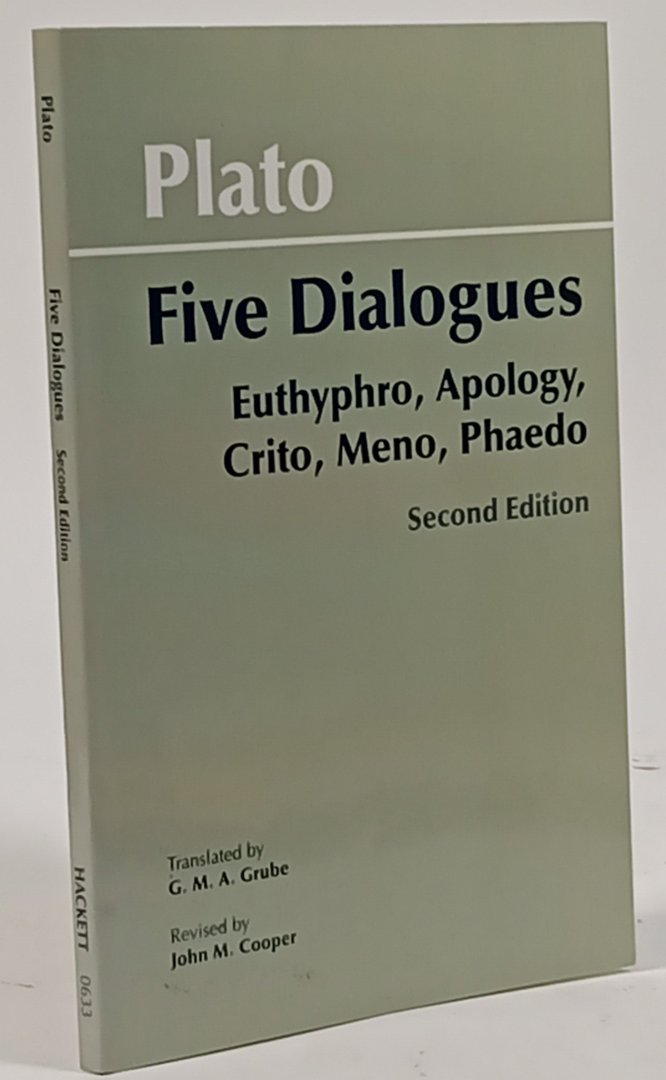 Plato
Five Dialogues
Euthyphro, Apology,
Crito, Meno, Phaedo
Second Edition
Translated by
G. M. A. Grube
Revised by
John M. Cooper
Plato Five Dialogues Second Edition HACKETT 0633